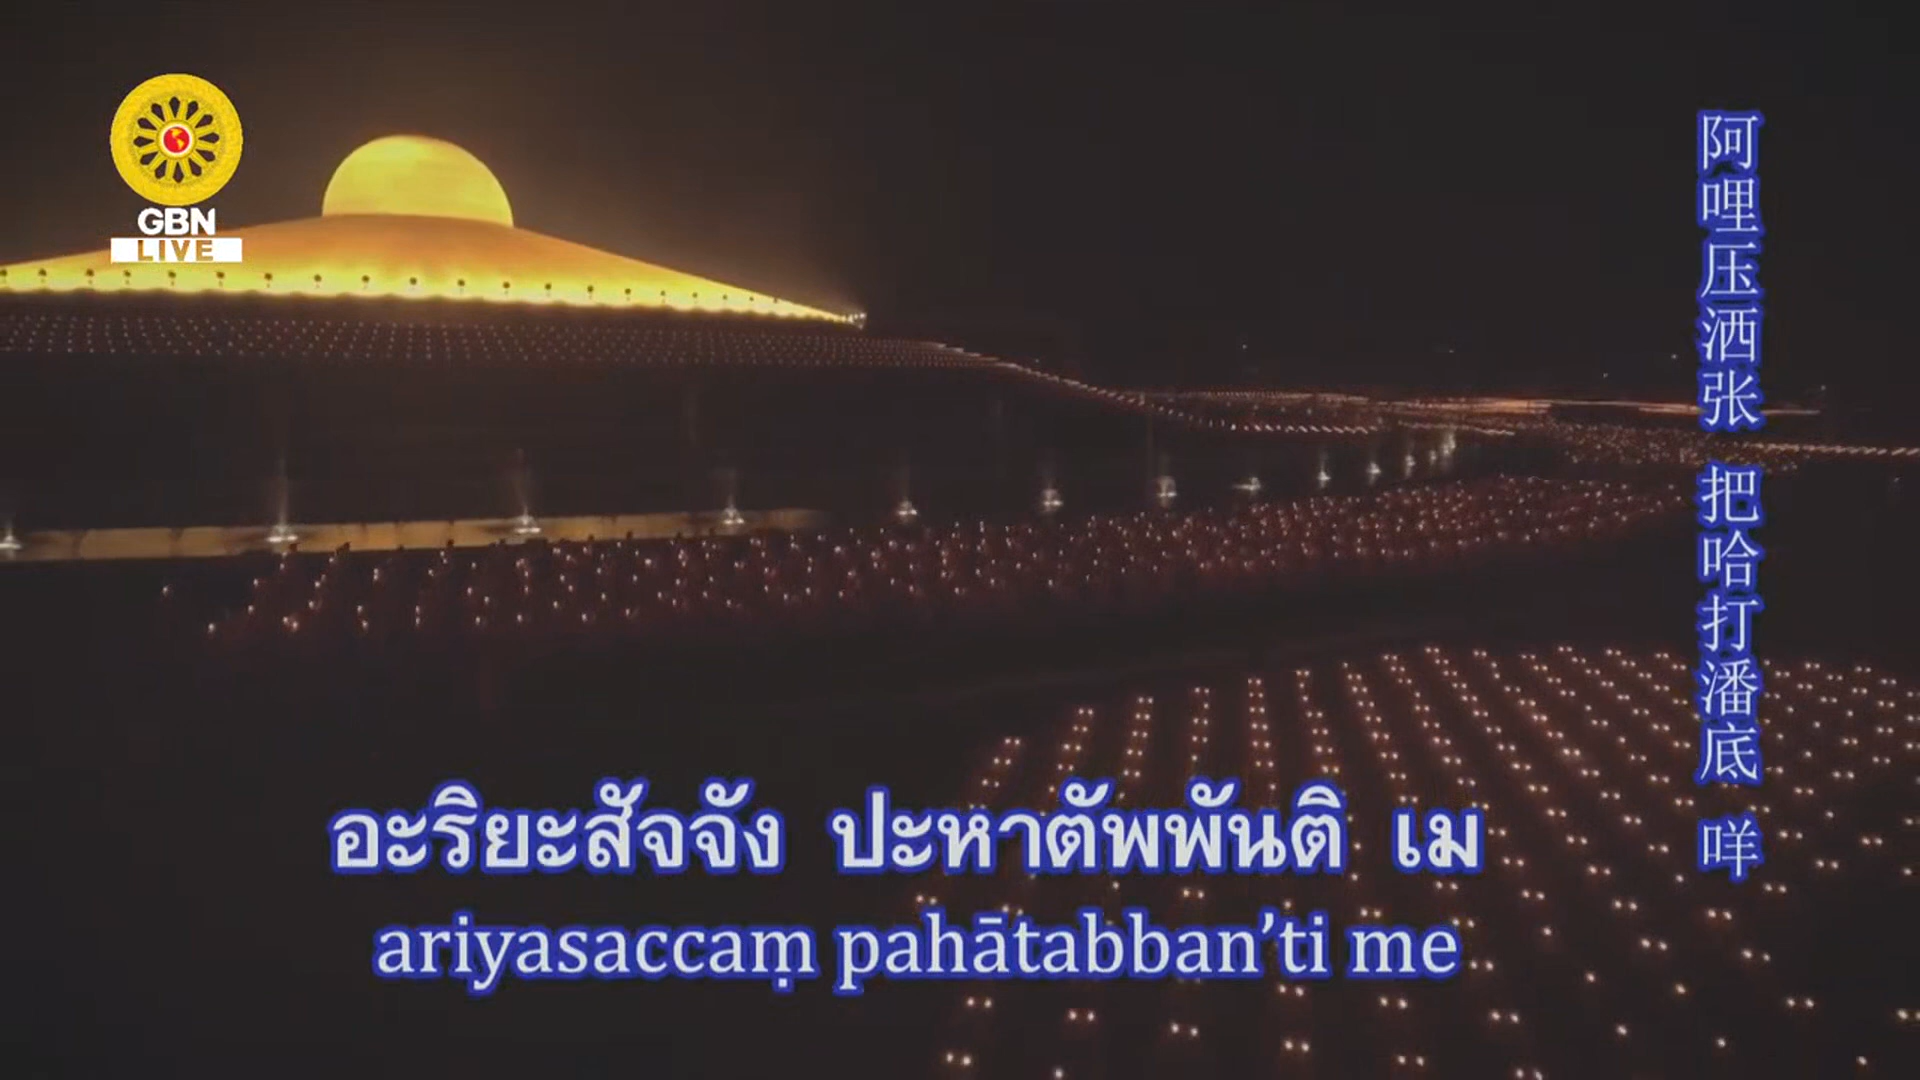 GBN
LIVE
阿哩压洒张 把哈打潘底 咩
อะริยะสัจจัง ปะหาตัพพันติ เม
ariyasaccaṃ pahātabban’ti me